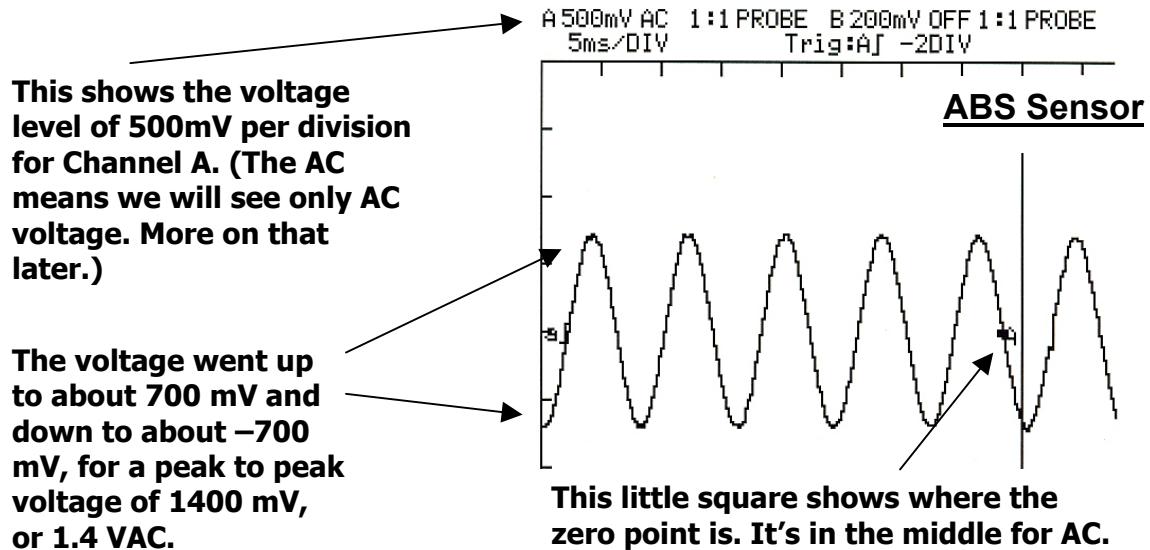 A 500mV AC 1:1 PROBE B 200mV OFF 1:1 PROBE
5ms/DIV Trig:A∫ -2DIV
ABS Sensor
This shows the voltage
level of 500mV per division
for Channel A. (The AC
means we will see only AC
voltage. More on that
later.)
The voltage went up
to about 700 mV and
down to about –700
mV, for a peak to peak
voltage of 1400 mV,
or 1.4 VAC.
This little square shows where the
zero point is. It’s in the middle for AC.